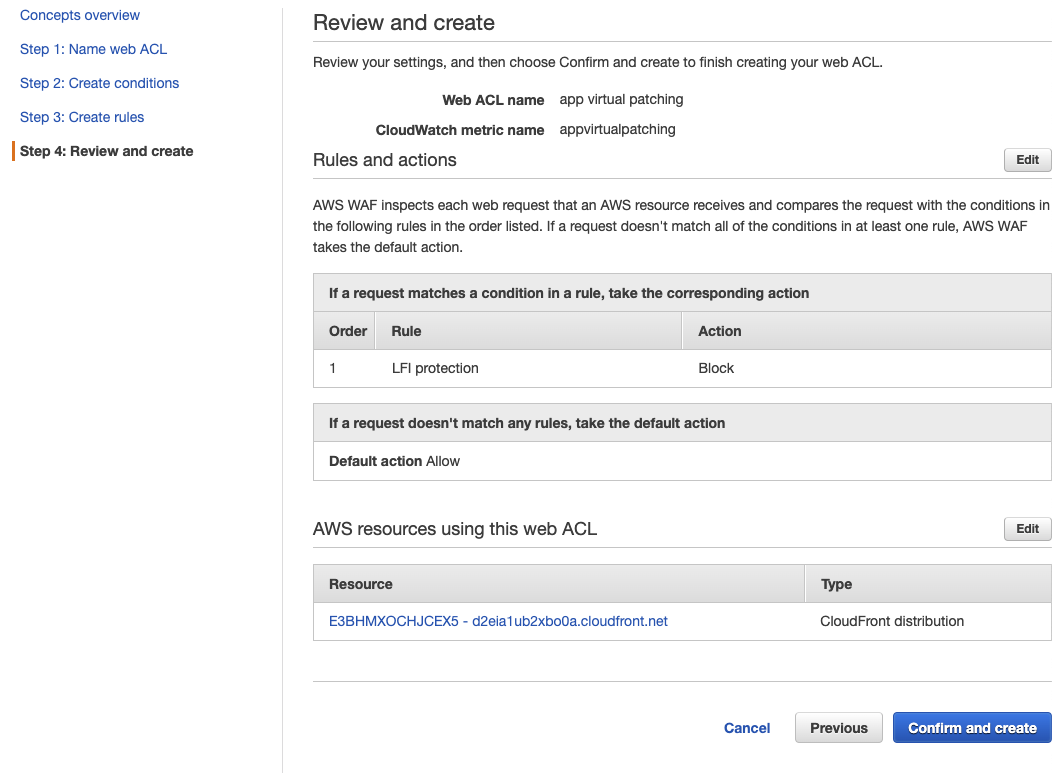 Concepts overview
Step 1: Name web ACL
Step 2: Create conditions
Step 3: Create rules
Step 4: Review and create
Review and create
Review your settings, and then choose Confirm and create to finish creating your web ACL.
Web ACL name app virtual patching
CloudWatch metric name appvirtualpatching
Rules and actions Edit
AWS WAF inspects each web request that an AWS resource receives and compares the request with the conditions in
the following rules in the order listed. If a request doesn't match all of the conditions in at least one rule, AWS WAF
takes the default action.
If a request matches a condition in a rule, take the corresponding action
Order Rule Action
1 LFI protection Block
If a request doesn't match any rules, take the default action
Default action Allow
AWS resources using this web ACL Edit
Resource Type
E3BHMXOCHJCEX5 - d2eia1ub2xbo0a.cloudfront.net CloudFront distribution
Cancel Previous Confirm and create